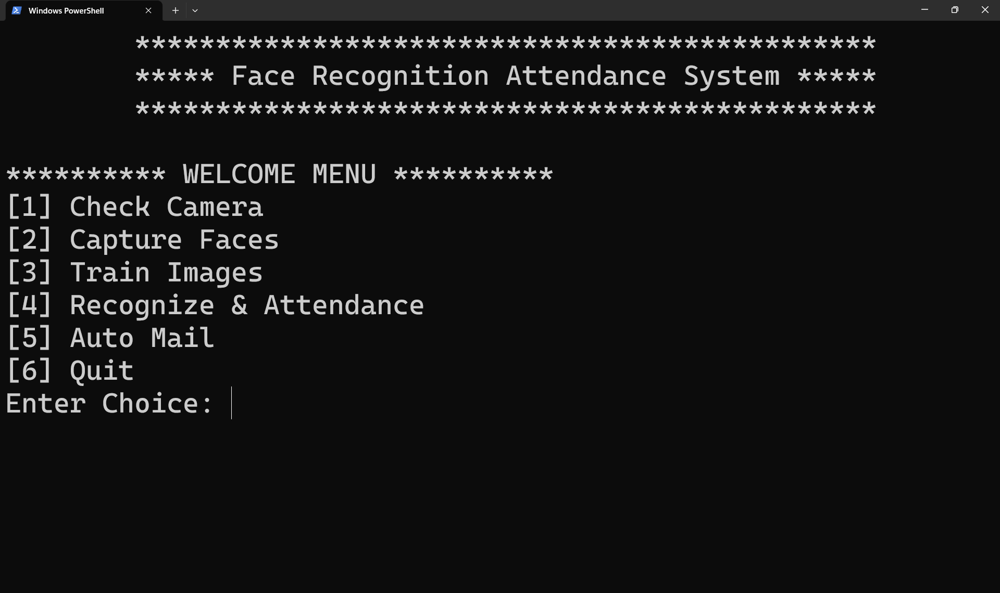 Windows PowerShell
**********************************************
***** Face Recognition Attendance System *****
**********************************************
********** WELCOME MENU **********
[1] Check Camera
[2] Capture Faces
[3] Train Images
[4] Recognize & Attendance
[5] Auto Mail
[6] Quit
Enter Choice: